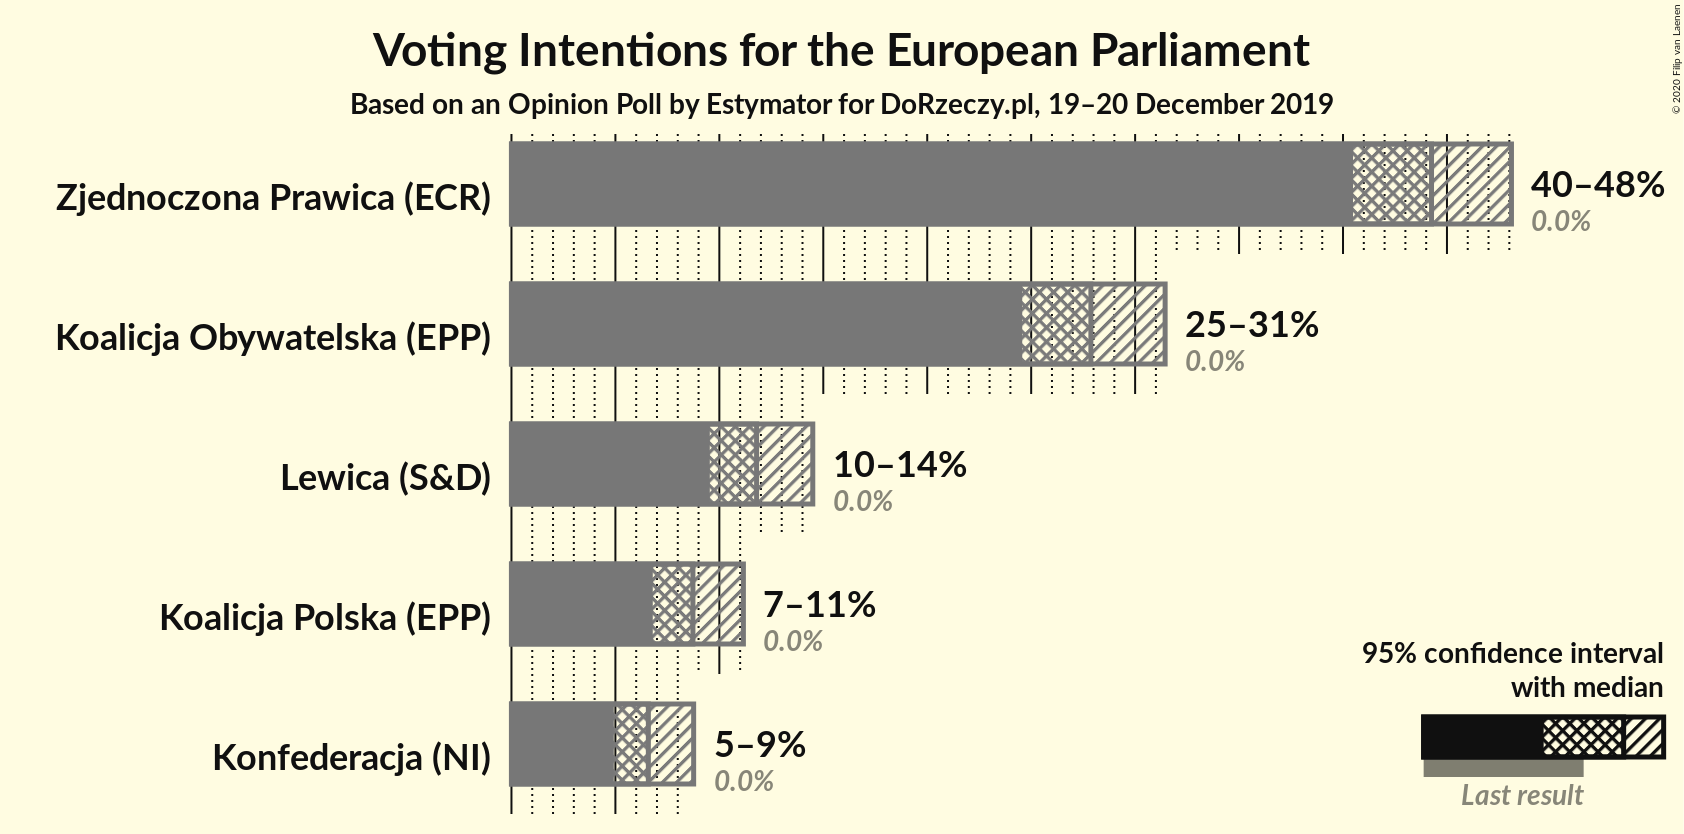 Voting Intentions for the European Parliament
Based on an Opinion Poll by Estymator for DoRzeczy.pl, 19–20 December 2019
© 2020 Filip van Laenen
Zjednoczona Prawica (ECR)
40–48%
0.0%
Koalicja Obywatelska (EPP)
25–31%
0.0%
Lewica (S&D)
10–14%
0.0%
Koalicja Polska (EPP)
7–11%
0.0%
Konfederacja (NI)
5–9%
0.0%
95% confidence interval
with median
Last result